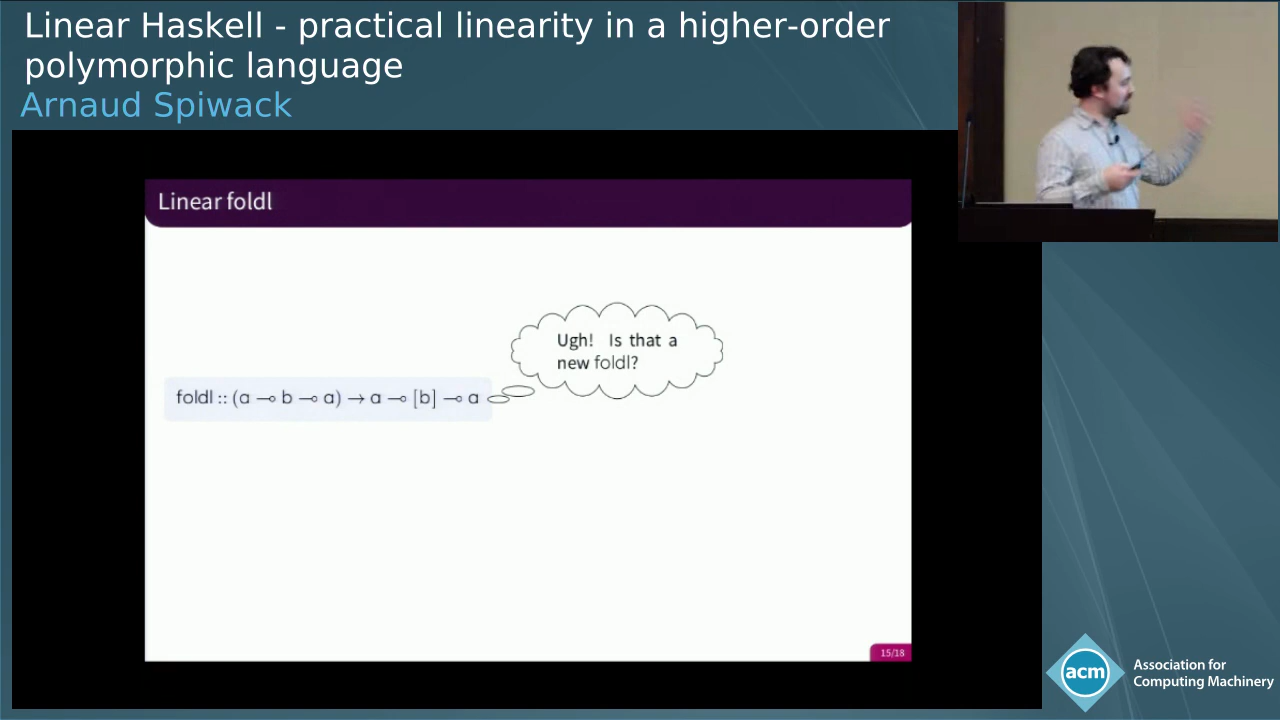 Linear Haskell - practical linearity in a higher-order
polymorphic language
Arnaud Spiwack
Linear foldl
Ugh! Is that a
new foldl?
foldl :: (a ⊸ b ⊸ a) → a ⊸ [b] ⊸ a
15/18
acm
Association for
Computing Machinery